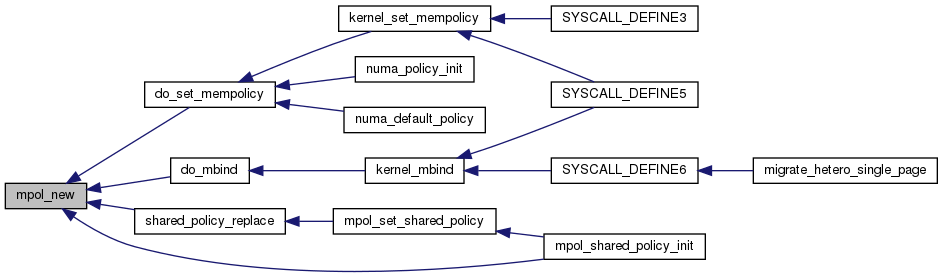 kernel_set_mempolicy
SYSCALL_DEFINE3
numa_policy_init
do_set_mempolicy
SYSCALL_DEFINE5
numa_default_policy
do_mbind
kernel_mbind
SYSCALL_DEFINE6
migrate_hetero_single_page
mpol_new
shared_policy_replace
mpol_set_shared_policy
mpol_shared_policy_init